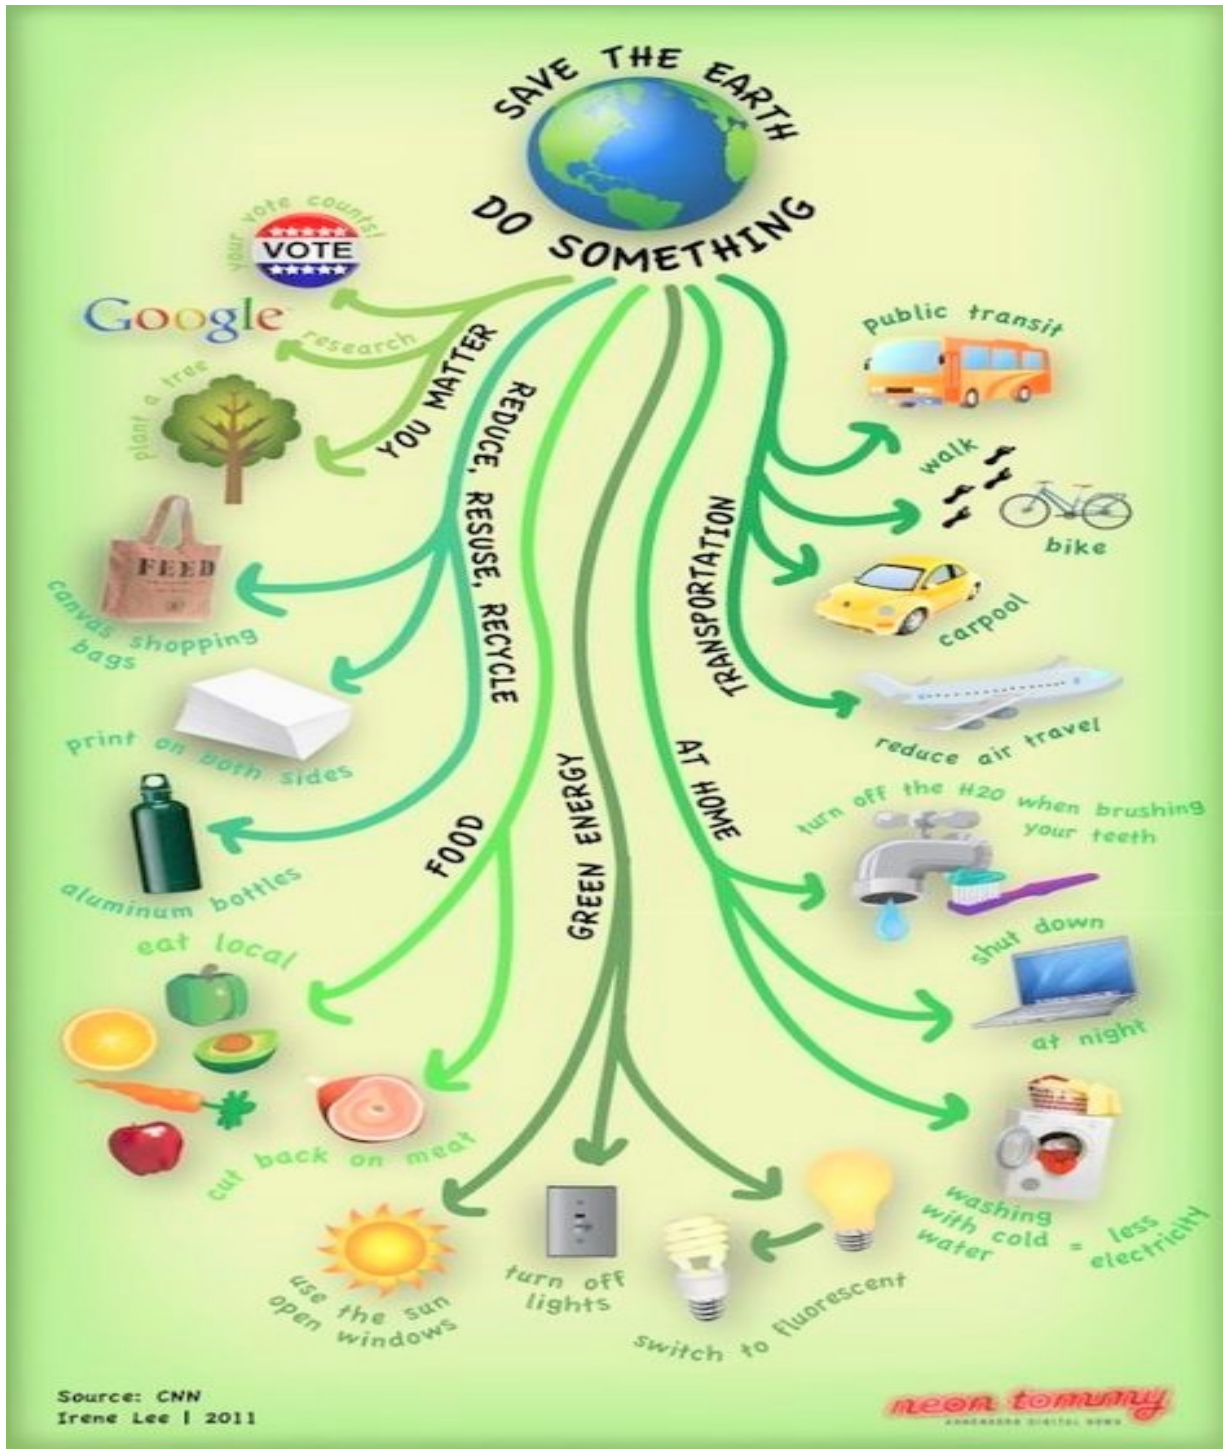 SAVE THE EARTH
DO SOMETHING
your vote counts!
VOTE
Google
research
plant a tree
YOU MATTER
REDUCE, RESUSE, RECYCLE
FEED
canvas shopping
bags
print on both sides
aluminum bottles
FOOD
eat local
cut back on meat
GREEN ENERGY
use the sun
open windows
turn off
lights
switch to fluorescent
AT HOME
turn off the H20 when brushing
your teeth
shut down
at night
washing
with cold = less
water electricity
TRANSPORTATION
public transit
walk
bike
carpool
reduce air travel
Source: CNN
Irene Lee | 2011
neon tommy
ANNENBERG DIGITAL NEWS